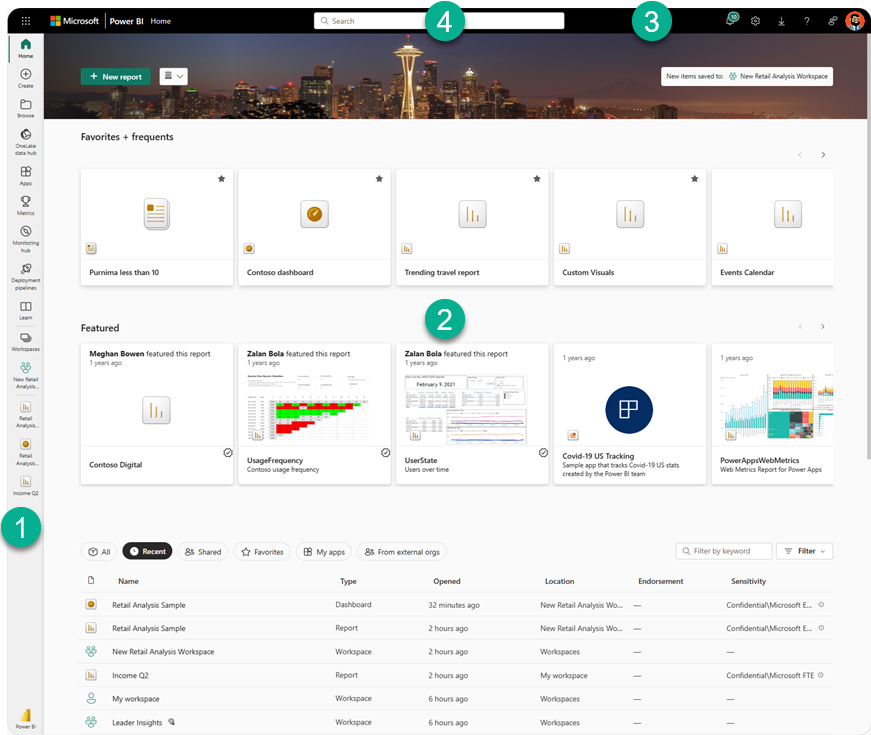 Microsoft Power BI Home
Search
4
3
10
Home
Create
Browse
OneLake
data hub
Apps
Metrics
Monitoring
hub
Deployment
pipelines
Learn
Workspaces
New Retail
Analysis...
Retail
Analysis...
Retail
Analysis...
Income Q2
1
Power BI
+ New report
New items saved to: New Retail Analysis Workspace
Favorites + frequents
Purnima less than 10
Contoso dashboard
Trending travel report
Custom Visuals
Events Calendar
2
Featured
Meghan Bowen featured this report
1 years ago
Contoso Digital
Zalan Bola featured this report
1 years ago
UsageFrequency
Contoso usage frequency
Zalan Bola featured this report
1 years ago
February 9, 2021
UserState
Users over time
1 years ago
Covid-19 US Tracking
Sample app that tracks Covid-19 US stats
created by the Power BI team
1 years ago
PowerAppsWebMetrics
Web Metrics Report for Power Apps
All Recent Shared Favorites My apps From external orgs
Filter by keyword Filter
Name Type Opened Location Endorsement Sensitivity
Retail Analysis Sample Dashboard 32 minutes ago New Retail Analysis Wo... — Confidential\Microsoft E...
Retail Analysis Sample Report 2 hours ago New Retail Analysis Wo... — Confidential\Microsoft E...
New Retail Analysis Workspace Workspace 2 hours ago Workspaces — —
Income Q2 Report 2 hours ago My workspace — Confidential\Microsoft FTE
My workspace Workspace 6 hours ago Workspaces — —
Leader Insights Workspace 6 hours ago Workspaces — —